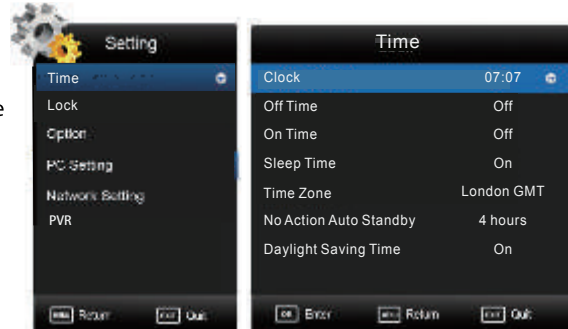 Setting
Time
Lock
Option
PC Setting
Network Setting
PVR
Return Quit
e
Time
Clock 07:07
Off Time Off
On Time Off
Sleep Time On
Time Zone London GMT
No Action Auto Standby 4 hours
Daylight Saving Time On
OK Enter MENU Return EXIT Quit